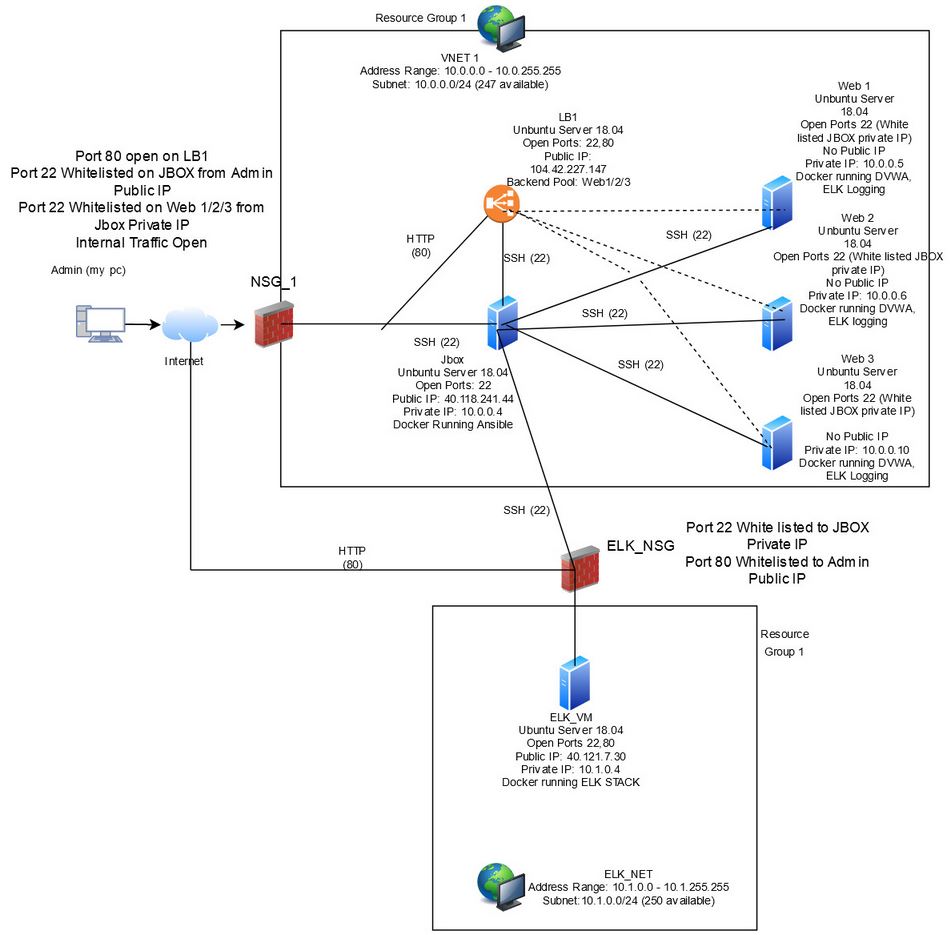 Resource Group 1
VNET 1
Address Range: 10.0.0.0 - 10.0.255.255
Subnet: 10.0.0.0/24 (247 available)
Port 80 open on LB1
Port 22 Whitelisted on JBOX from Admin
Public IP
Port 22 Whitelisted on Web 1/2/3 from
Jbox Private IP
Internal Traffic Open
Admin (my pc)
Internet
NSG_1
LB1
Unbuntu Server 18.04
Open Ports: 22,80
Public IP:
104.42.227.147
Backend Pool: Web1/2/3
HTTP
(80)
SSH (22)
SSH (22)
SSH (22)
SSH (22)
SSH (22)
Jbox
Unbuntu Server 18.04
Open Ports: 22
Public IP: 40.118.241.44
Private IP: 10.0.0.4
Docker Running Ansible
Web 1
Unbuntu Server
18.04
Open Ports 22 (White
listed JBOX private IP)
No Public IP
Private IP: 10.0.0.5
Docker running DVWA,
ELK Logging
Web 2
Unbuntu Server
18.04
Open Ports 22 (White listed JBOX
private IP)
No Public IP
Private IP: 10.0.0.6
Docker running DVWA,
ELK logging
Web 3
Unbuntu Server
18.04
Open Ports 22 (White
listed JBOX private IP)
No Public IP
Private IP: 10.0.0.10
Docker running DVWA,
ELK Logging
SSH (22)
HTTP
(80)
ELK_NSG
Port 22 White listed to JBOX
Private IP
Port 80 Whitelisted to Admin
Public IP
Resource
Group 1
ELK_VM
Ubuntu Server 18.04
Open Ports 22,80
Public IP: 40.121.7.30
Private IP: 10.1.0.4
Docker running ELK STACK
ELK_NET
Address Range: 10.1.0.0 - 10.1.255.255
Subnet:10.1.0.0/24 (250 available)